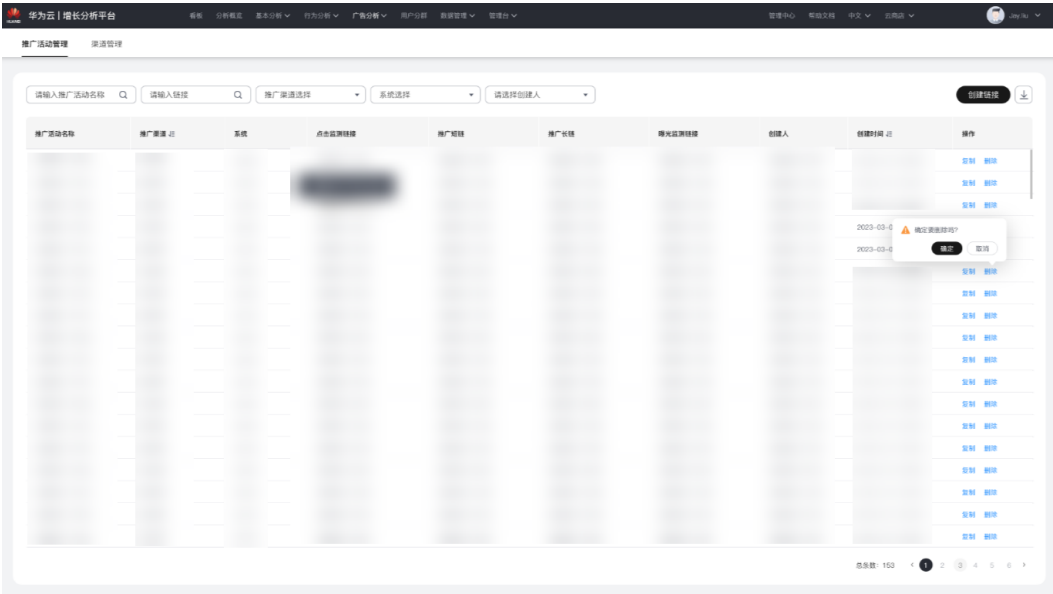 华为云 | 增长分析平台 看板 分析概览 基本分析 行为分析 广告分析 用户分群 数据管理 管理台 管理中心 帮助文档 中文 云商店 Jay liu
推广活动管理 渠道管理
请输入推广活动名称 请输入链接 推广渠道选择 系统选择 请选择创建人 创建链接
推广活动名称 推广渠道 系统 点击监测链接 推广短链 推广长链 曝光监测链接 创建人 创建时间 操作
复制 删除
复制 删除
复制 删除
2023-03-0
确定要删除吗?
2023-03-0
确定 取消
复制 删除
复制 删除
复制 删除
复制 删除
复制 删除
复制 删除
复制 删除
复制 删除
复制 删除
复制 删除
复制 删除
复制 删除
复制 删除
总条数: 153 1 2 3 4 5 6